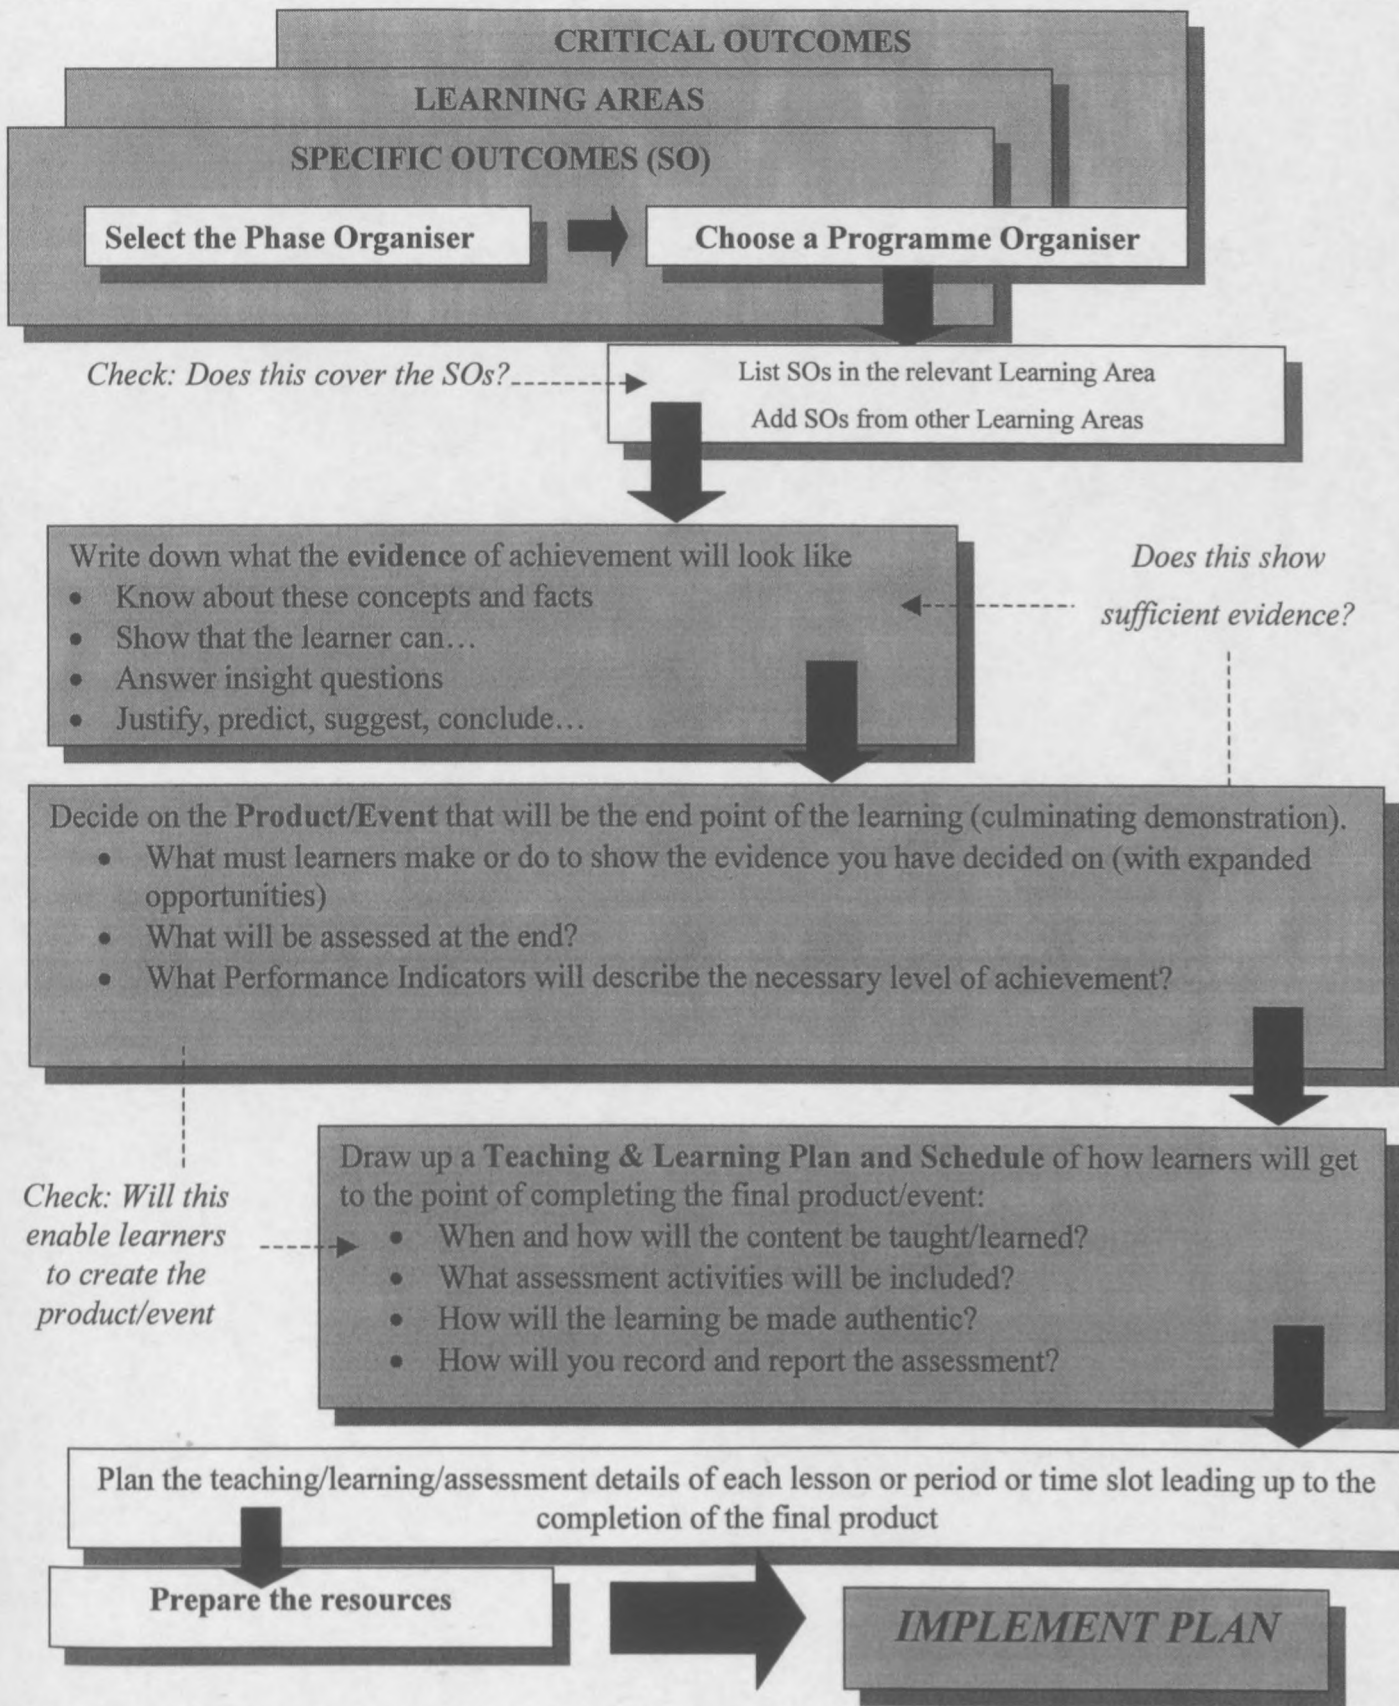 CRITICAL OUTCOMES
LEARNING AREAS
SPECIFIC OUTCOMES (SO)
Select the Phase Organiser
Choose a Programme Organiser
Check: Does this cover the SOs?
List SOs in the relevant Learning Area
Add SOs from other Learning Areas
Write down what the evidence of achievement will look like
• Know about these concepts and facts
• Show that the learner can…
• Answer insight questions
• Justify, predict, suggest, conclude…
Does this show
sufficient evidence?
Decide on the Product/Event that will be the end point of the learning (culminating demonstration).
• What must learners make or do to show the evidence you have decided on (with expanded
opportunities)
• What will be assessed at the end?
• What Performance Indicators will describe the necessary level of achievement?
Check: Will this
enable learners
to create the
product/event
Draw up a Teaching & Learning Plan and Schedule of how learners will get
to the point of completing the final product/event:
• When and how will the content be taught/learned?
• What assessment activities will be included?
• How will the learning be made authentic?
• How will you record and report the assessment?
Plan the teaching/learning/assessment details of each lesson or period or time slot leading up to the
completion of the final product
Prepare the resources
IMPLEMENT PLAN